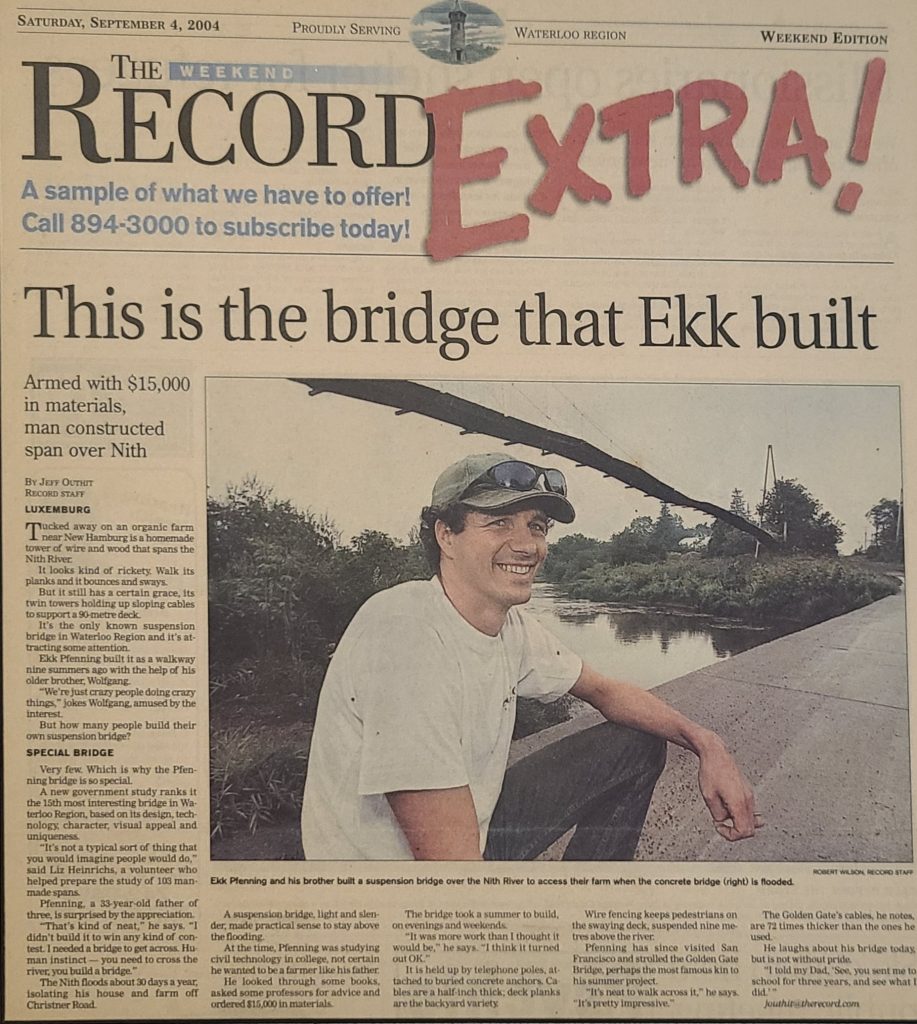 SATURDAY, SEPTEMBER 4, 2004
PROUDLY SERVING
WATERLOO REGION
WEEKEND EDITION
THE WEEKEND
RECORD
EXTRA!
A sample of what we have to offer!
Call 894-3000 to subscribe today!
This is the bridge that Ekk built
Armed with $15,000
in materials,
man constructed
span over Nith
BY JEFF OUTHIT
RECORD STAFF
LUXEMBURG
Tucked away on an organic farm
near New Hamburg is a homemade
tower of wire and wood that spans the
Nith River.
It looks kind of rickety. Walk its
planks and it bounces and sways.
But it still has a certain grace, its
twin towers holding up sloping cables
to support a 90-metre deck.
It's the only known suspension
bridge in Waterloo Region and it's at-
tracting some attention.
Ekk Pfenning built it as a walkway
nine summers ago with the help of his
older brother, Wolfgang.
"We're just crazy people doing crazy
things," jokes Wolfgang, amused by the
interest.
But how many people build their
own suspension bridge?
SPECIAL BRIDGE
Very few. Which is why the Pfen-
ning bridge is so special.
A new government study ranks it
the 15th most interesting bridge in Wa-
terloo Region, based on its design, tech-
nology, character, visual appeal and
uniqueness.
"It's not a typical sort of thing that
you would imagine people would do,"
said Liz Heinrichs, a volunteer who
helped prepare the study of 103 man-
made spans.
Pfenning, a 33-year-old father of
three, is surprised by the appreciation.
"That's kind of neat," he says. "I
didn't build it to win any kind of con-
test. I needed a bridge to get across. Hu-
man instinct — you need to cross the
river, you build a bridge."
The Nith floods about 30 days a year,
isolating his house and farm off
Christner Road.
ROBERT WILSON, RECORD STAFF
Ekk Pfenning and his brother built a suspension bridge over the Nith River to access their farm when the concrete bridge (right) is flooded.
A suspension bridge, light and slen-
der, made practical sense to stay above
the flooding.
At the time, Pfenning was studying
civil technology in college, not certain
he wanted to be a farmer like his father.
He looked through some books,
asked some professors for advice and
ordered $15,000 in materials.
The bridge took a summer to build,
on evenings and weekends.
"It was more work than I thought it
would be," he says. "I think it turned
out OK."
It is held up by telephone poles, at-
tached to buried concrete anchors. Ca-
bles are a half-inch thick; deck planks
are the backyard variety.
Wire fencing keeps pedestrians on
the swaying deck, suspended nine me-
tres above the river.
Pfenning has since visited San
Francisco and strolled the Golden Gate
Bridge, perhaps the most famous kin to
his summer project.
"It's neat to walk across it," he says.
"It's pretty impressive."
The Golden Gate's cables, he notes,
are 72 times thicker than the ones he
used.
He laughs about his bridge today,
but is not without pride.
"I told my Dad, 'See, you sent me to
school for three years, and see what I
did.' "
jouthit@therecord.com